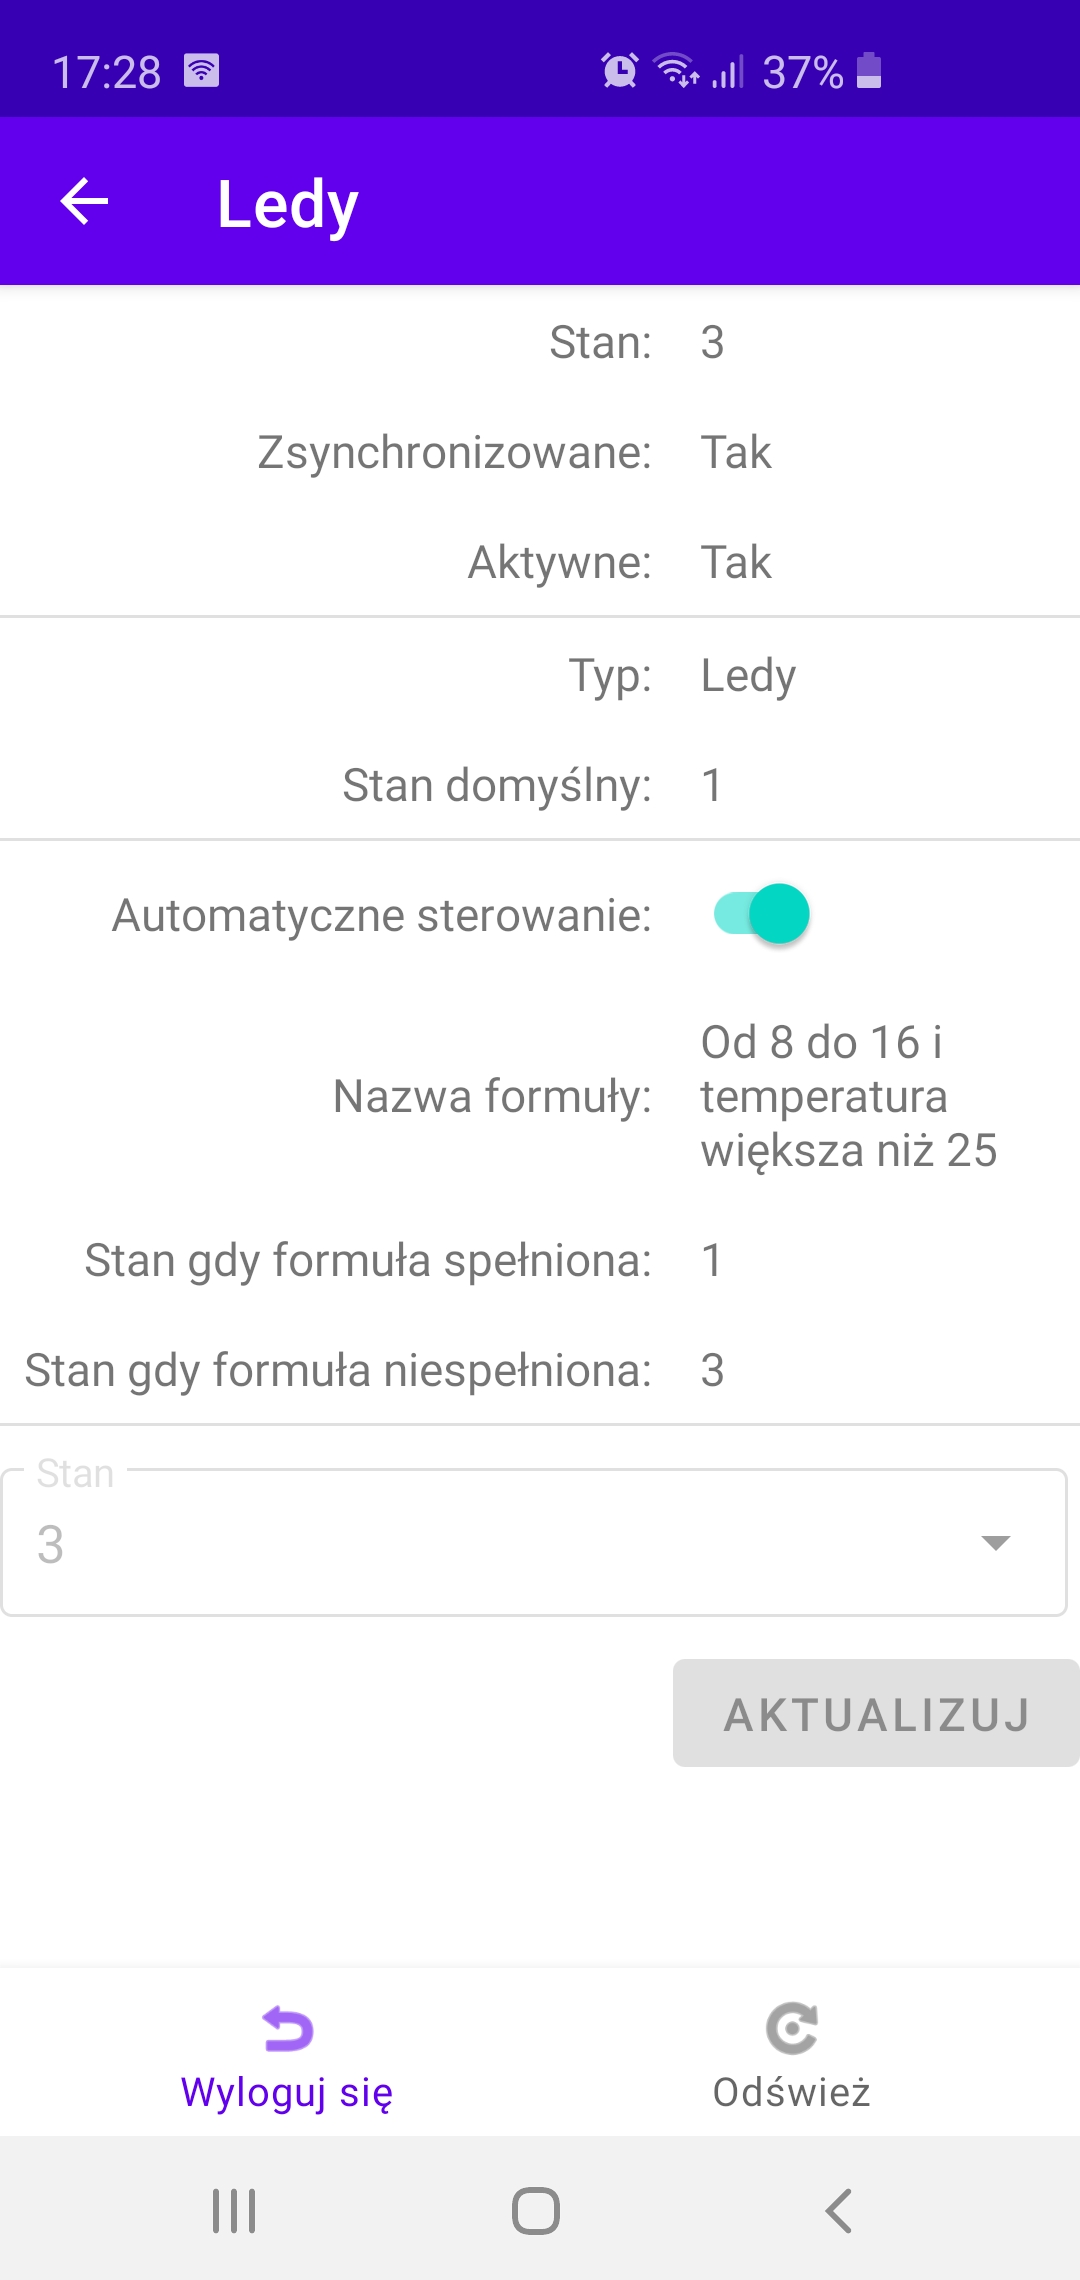 17:28 37%
Ledy
Stan: 3
Zsynchronizowane: Tak
Aktywne: Tak
Typ: Ledy
Stan domyślny: 1
Automatyczne sterowanie:
Nazwa formuły: Od 8 do 16 i
temperatura
większa niż 25
Stan gdy formuła spełniona: 1
Stan gdy formuła niespełniona: 3
Stan
3
AKTUALIZUJ
Wyloguj się Odśwież